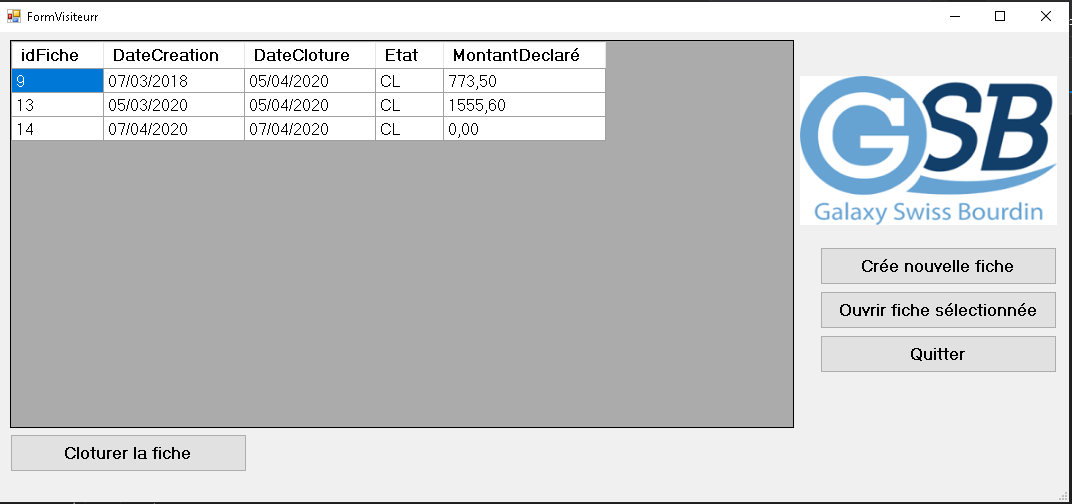 FormVisiteurr
idFiche DateCreation DateCloture Etat MontantDeclaré
9 07/03/2018 05/04/2020 CL 773,50
13 05/03/2020 05/04/2020 CL 1555,60
14 07/04/2020 07/04/2020 CL 0,00
GSB
Galaxy Swiss Bourdin
Crée nouvelle fiche
Ouvrir fiche sélectionnée
Quitter
Cloturer la fiche